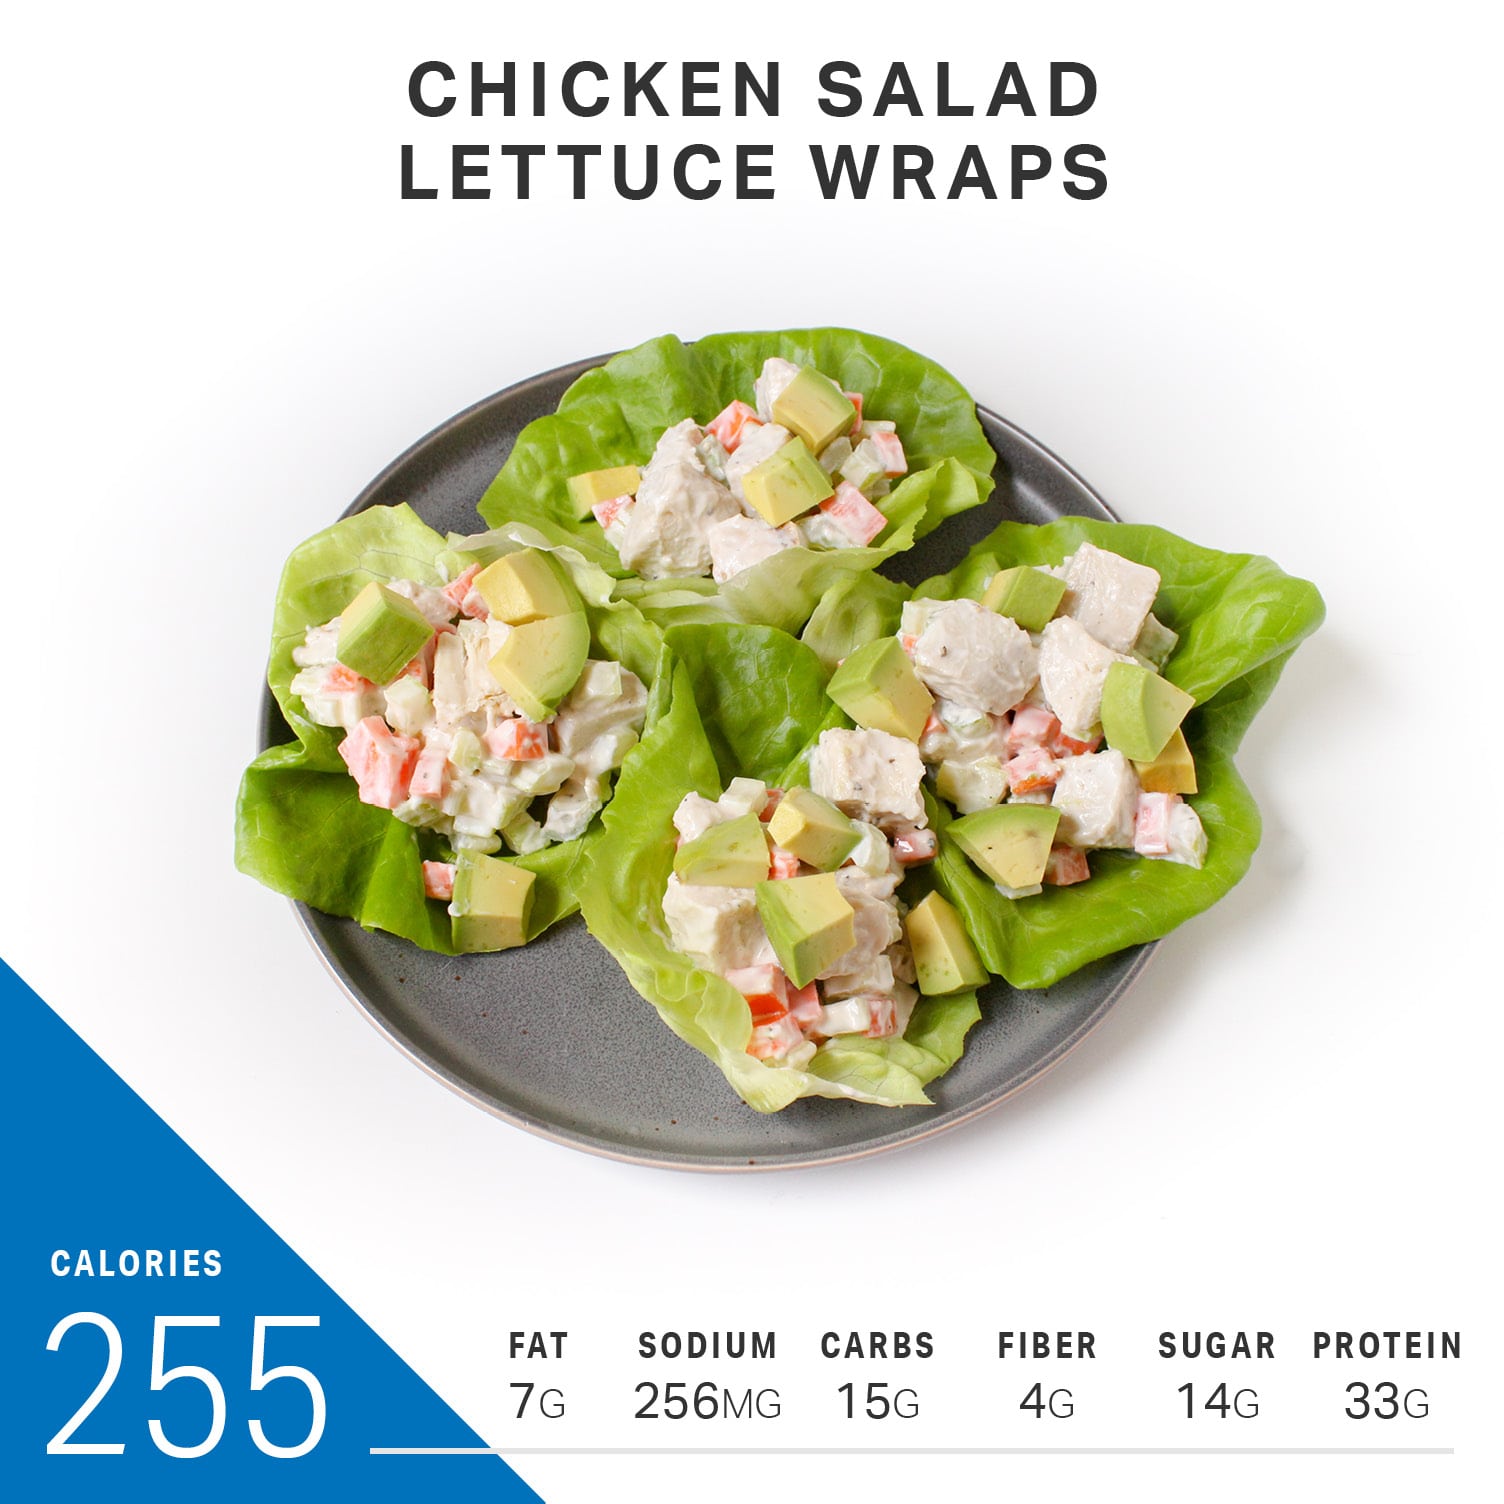 CHICKEN SALAD
LETTUCE WRAPS
CALORIES
255
FAT SODIUM CARBS FIBER SUGAR PROTEIN
7G 256MG 15G 4G 14G 33G